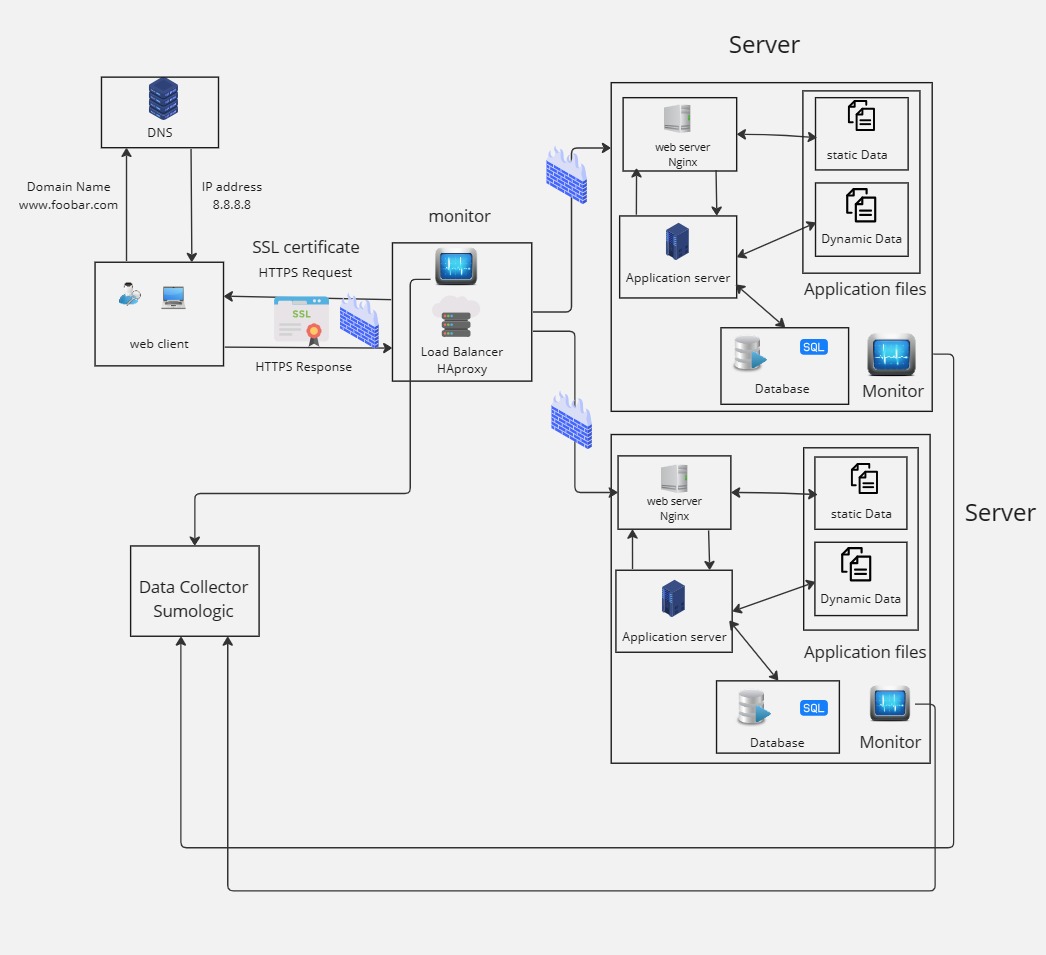 Server
DNS
Domain Name
www.foobar.com
IP address
8.8.8.8
SSL certificate
HTTPS Request
SSL
HTTPS Response
web client
monitor
Load Balancer
HAproxy
web server
Nginx
static Data
Dynamic Data
Application server
Application files
SQL
Database
Monitor
Server
web server
Nginx
static Data
Dynamic Data
Application server
Application files
SQL
Database
Monitor
Data Collector
Sumologic